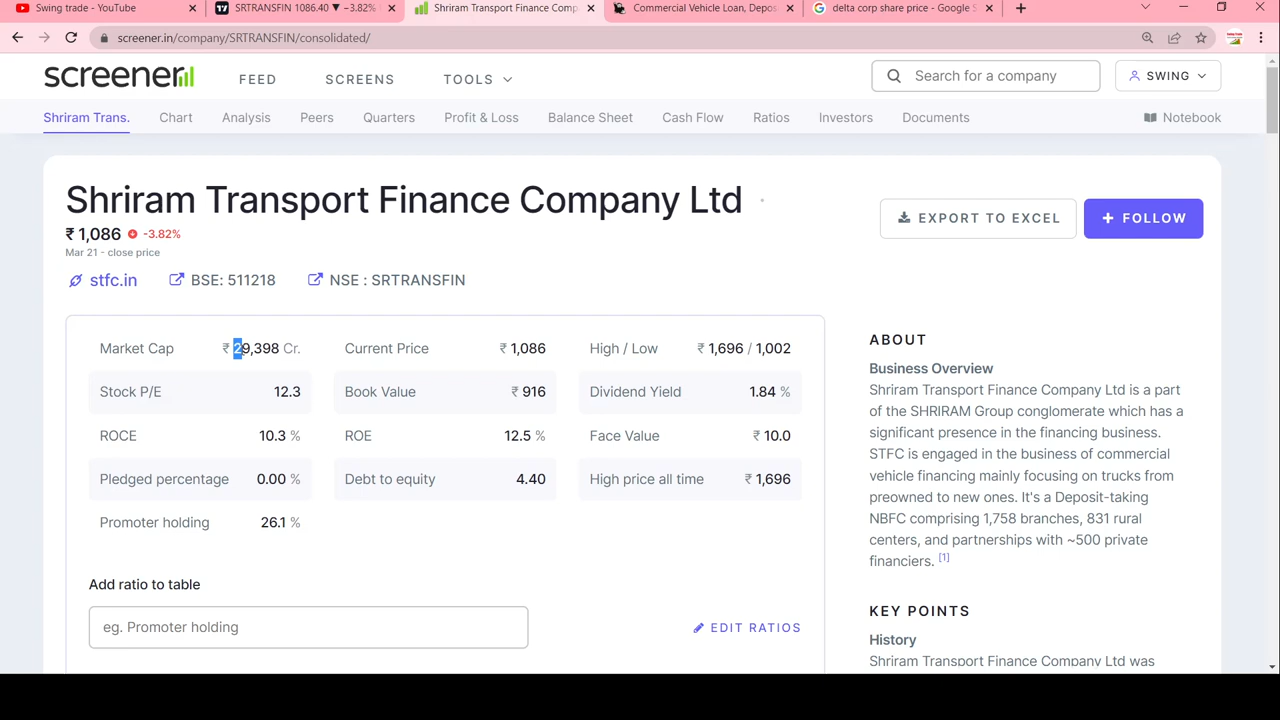 Swing trade - YouTube
SRTRANSFIN 1086.40 ▼ −3.82%
Shriram Transport Finance Comp
Commercial Vehicle Loan, Depos
delta corp share price - Google S
screener.in/company/SRTRANSFIN/consolidated/
screener
FEED
SCREENS
TOOLS
Search for a company
SWING
Shriram Trans.
Chart
Analysis
Peers
Quarters
Profit & Loss
Balance Sheet
Cash Flow
Ratios
Investors
Documents
Notebook
Shriram Transport Finance Company Ltd
₹ 1,086 -3.82%
Mar 21 - close price
EXPORT TO EXCEL
+ FOLLOW
stfc.in
BSE: 511218
NSE : SRTRANSFIN
Market Cap ₹ 29,398 Cr.
Current Price ₹ 1,086
High / Low ₹ 1,696 / 1,002
Stock P/E 12.3
Book Value ₹ 916
Dividend Yield 1.84 %
ROCE 10.3 %
ROE 12.5 %
Face Value ₹ 10.0
Pledged percentage 0.00 %
Debt to equity 4.40
High price all time ₹ 1,696
Promoter holding 26.1 %
Add ratio to table
eg. Promoter holding
EDIT RATIOS
ABOUT
Business Overview
Shriram Transport Finance Company Ltd is a part
of the SHRIRAM Group conglomerate which has a
significant presence in the financing business.
STFC is engaged in the business of commercial
vehicle financing mainly focusing on trucks from
preowned to new ones. It's a Deposit-taking
NBFC comprising 1,758 branches, 831 rural
centers, and partnerships with ~500 private
financiers. [1]
KEY POINTS
History
Shriram Transport Finance Company Ltd was